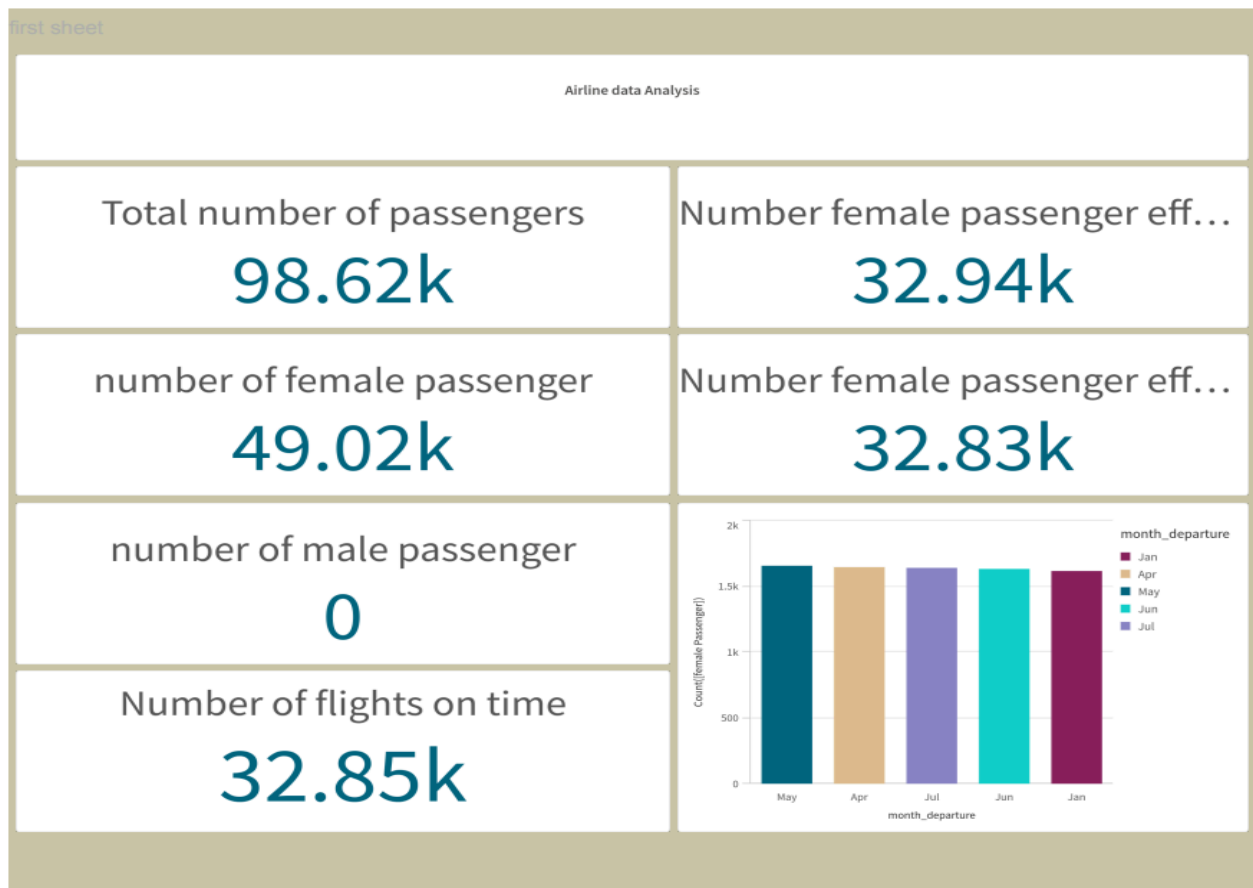 first sheet
Airline data Analysis
Total number of passengers
98.62k
Number female passenger eff...
32.94k
number of female passenger
49.02k
Number female passenger eff...
32.83k
number of male passenger
0
Number of flights on time
32.85k
2k
1.5k
1k
500
0
Count([female Passenger])
May
Apr
Jul
Jun
Jan
month_departure
month_departure
Jan
Apr
May
Jun
Jul